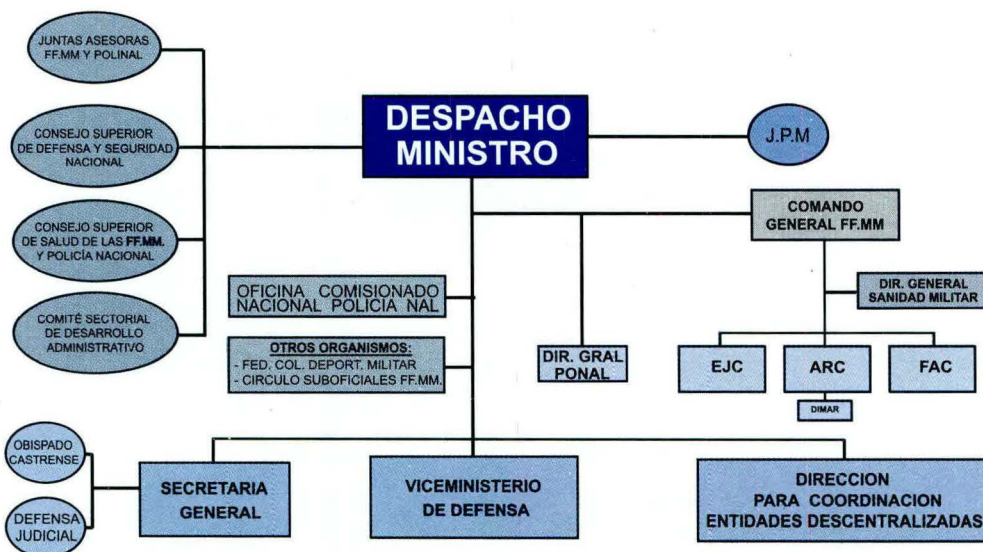 JUNTAS ASESORAS
FF.MM Y POLINAL
CONSEJO SUPERIOR
DE DEFENSA Y SEGURIDAD
NACIONAL
CONSEJO SUPERIOR
DE SALUD DE LAS FF.MM.
Y POLICÍA NACIONAL
COMITÉ SECTORIAL
DE DESARROLLO
ADMINISTRATIVO
DESPACHO
MINISTRO
J.P.M
COMANDO
GENERAL FF.MM
DIR. GENERAL
SANIDAD MILITAR
OFICINA COMISIONADO
NACIONAL POLICIA NAL
OTROS ORGANISMOS:
- FED. COL. DEPORT. MILITAR
- CIRCULO SUBOFICIALES FF.MM.
DIR. GRAL
PONAL
EJC
ARC
FAC
DIMAR
OBISPADO
CASTRENSE
DEFENSA
JUDICIAL
SECRETARIA
GENERAL
VICEMINISTERIO
DE DEFENSA
DIRECCION
PARA COORDINACION
ENTIDADES DESCENTRALIZADAS